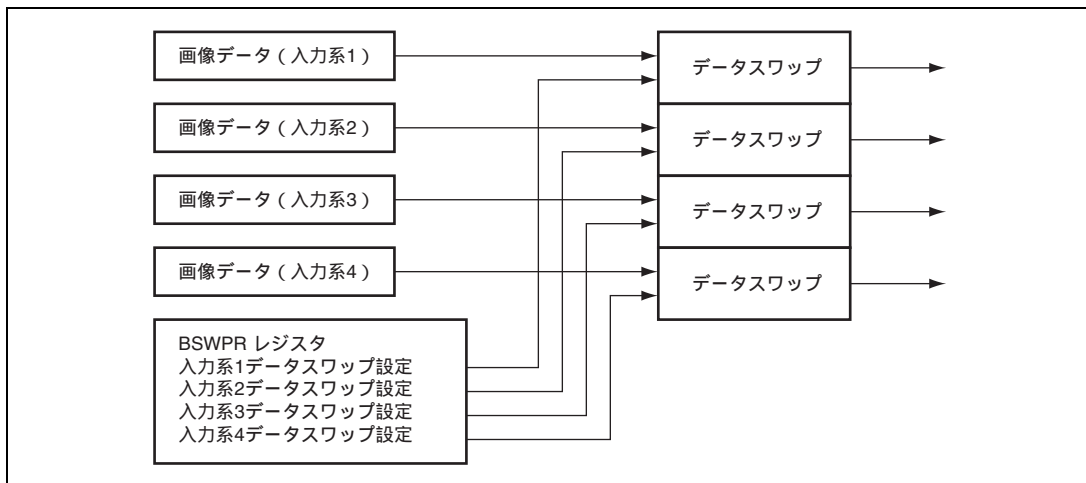 画像データ ( 入力系1 )
データスワップ
画像データ ( 入力系2 )
データスワップ
画像データ ( 入力系3 )
データスワップ
画像データ ( 入力系4 )
データスワップ
BSWPR レジスタ
入力系1データスワップ設定
入力系2データスワップ設定
入力系3データスワップ設定
入力系4データスワップ設定